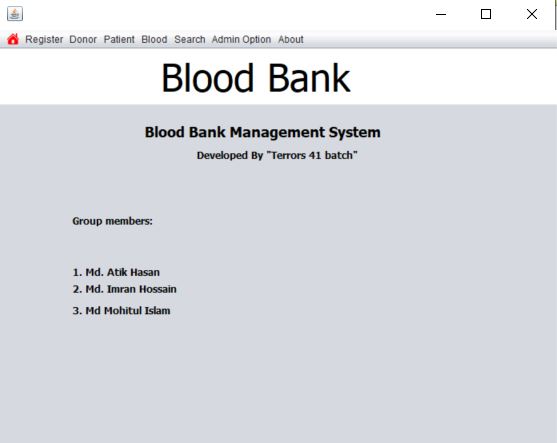 Register Donor Patient Blood Search Admin Option About
Blood Bank
Blood Bank Management System
Developed By "Terrors 41 batch"
Group members:
1. Md. Atik Hasan
2. Md. Imran Hossain
3. Md Mohitul Islam